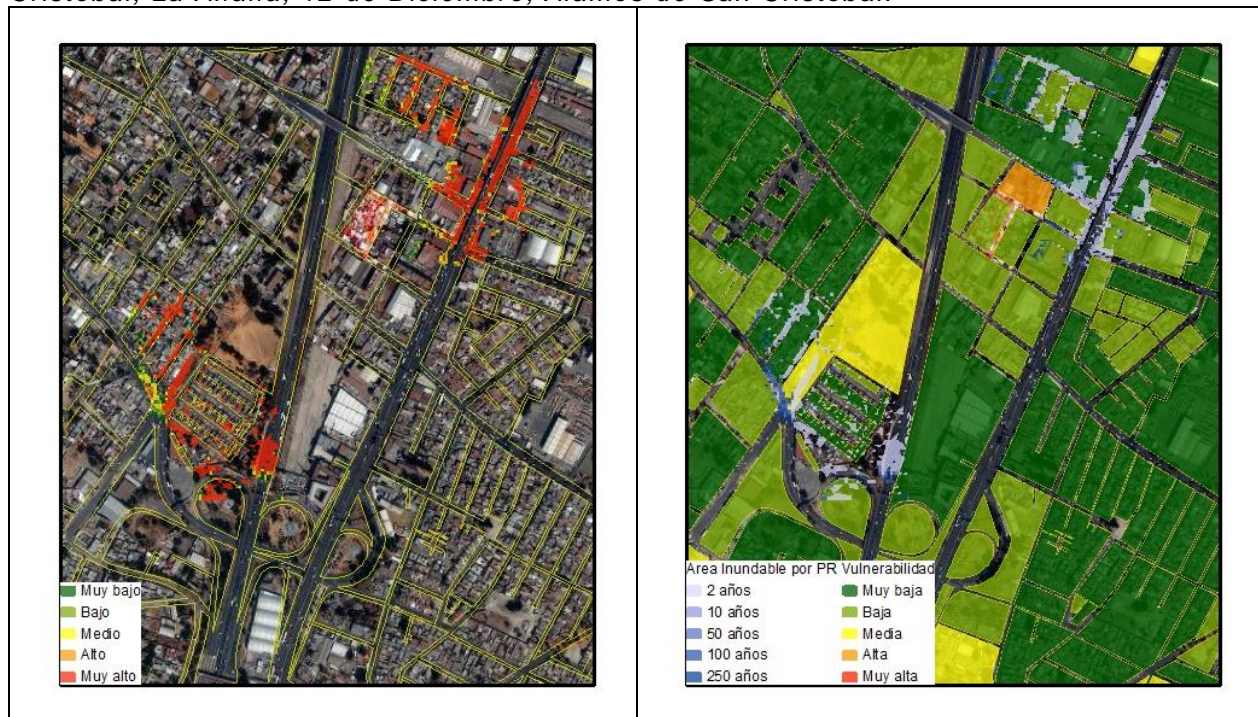 Cristóbal, La Ahuna, 12 de Diciembre, Álamos de San Cristóbal.
Muy bajo
Bajo
Medio
Alto
Muy alto
Area Inundable por PR Vulnerabilidad
2 años Muy baja
10 años Baja
50 años Media
100 años Alta
250 años Muy alta